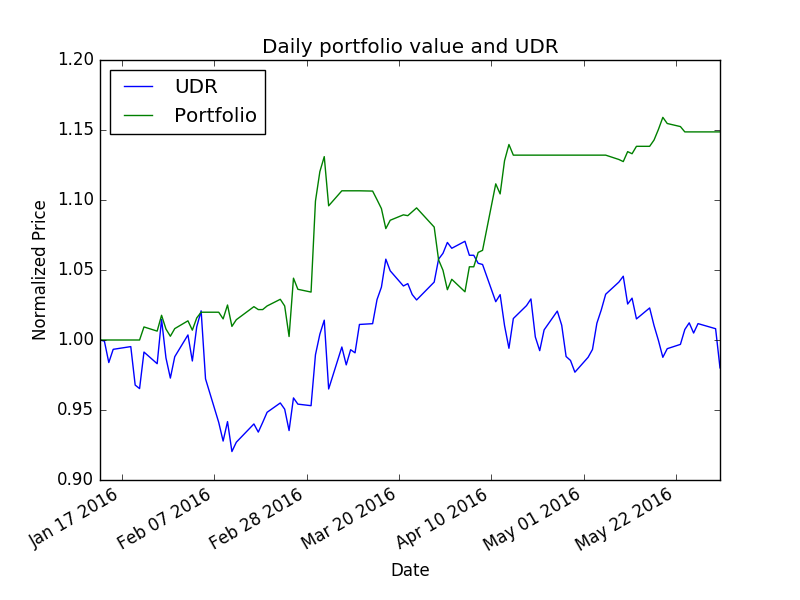 Daily portfolio value and UDR
1.20
1.15
1.10
1.05
1.00
0.95
0.90
Normalized Price
UDR
Portfolio
Jan 17 2016
Feb 07 2016
Feb 28 2016
Mar 20 2016
Apr 10 2016
May 01 2016
May 22 2016
Date